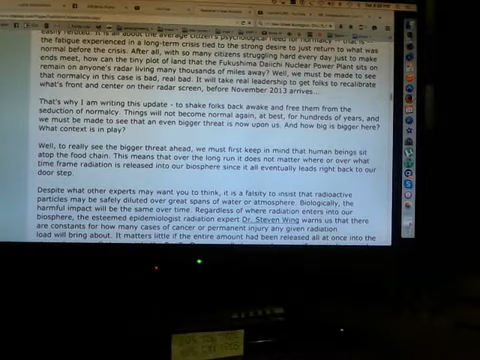 easily refuted. It is all about the average citizen's psychological need for normalcy - that is
the fatigue experienced in a long-term crisis tied to the strong desire to just return to what was
normal before the crisis. After all, with so many citizens struggling hard every day just to make
ends meet, how can the tiny plot of land that the Fukushima Daiichi Nuclear Power Plant sits on
remain on anyone's radar living many thousands of miles away? Well, we must be made to see
that normalcy in this case is bad, real bad. It will take real leadership to get folks to recalibrate
what's front and center on their radar screen, before November 2013 arrives...
That's why I am writing this update - to shake folks back awake and free them from the
seduction of normalcy. Things will not become normal again, at best, for hundreds of years, and
we must be made to see that an even bigger threat is now upon us. And how big is bigger here?
What context is in play?
Well, to really see the bigger threat ahead, we must first keep in mind that human beings sit
atop the food chain. This means that over the long run it does not matter where or over what
time frame radiation is released into our biosphere since it all eventually leads right back to our
door step.
Despite what other experts may want you to think, it is a falsity to insist that radioactive
particles may be safely diluted over great spans of water or atmosphere. Biologically, the
harmful impact will be the same over time. Regardless of where radiation enters into our
biosphere, the esteemed epidemiologist radiation expert Dr. Steven Wing warns us that there
are constants for how many cases of cancer or permanent injury any given radiation
load will bring about. It matters little if the entire amount had been released all at once into the